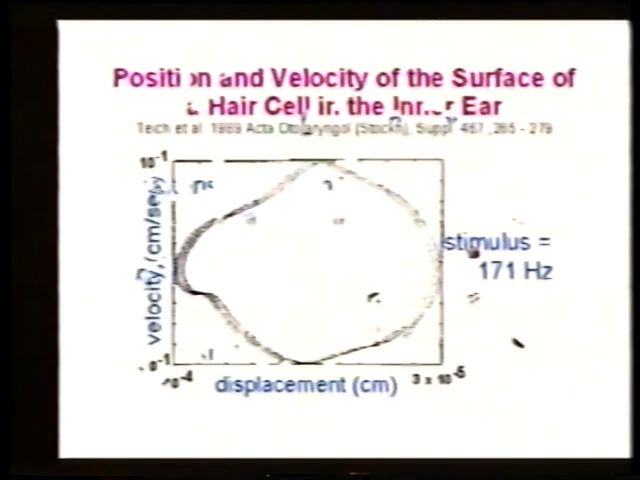 Position and Velocity of the Surface of
a Hair Cell in the Inner Ear
Teich et al 1989 Acta Otolaryngol (Stockh), Suppl 467, 265 - 279
10-1
velocity, (cm/sec)
stimulus =
171 Hz
displacement (cm)
3 x 10-5